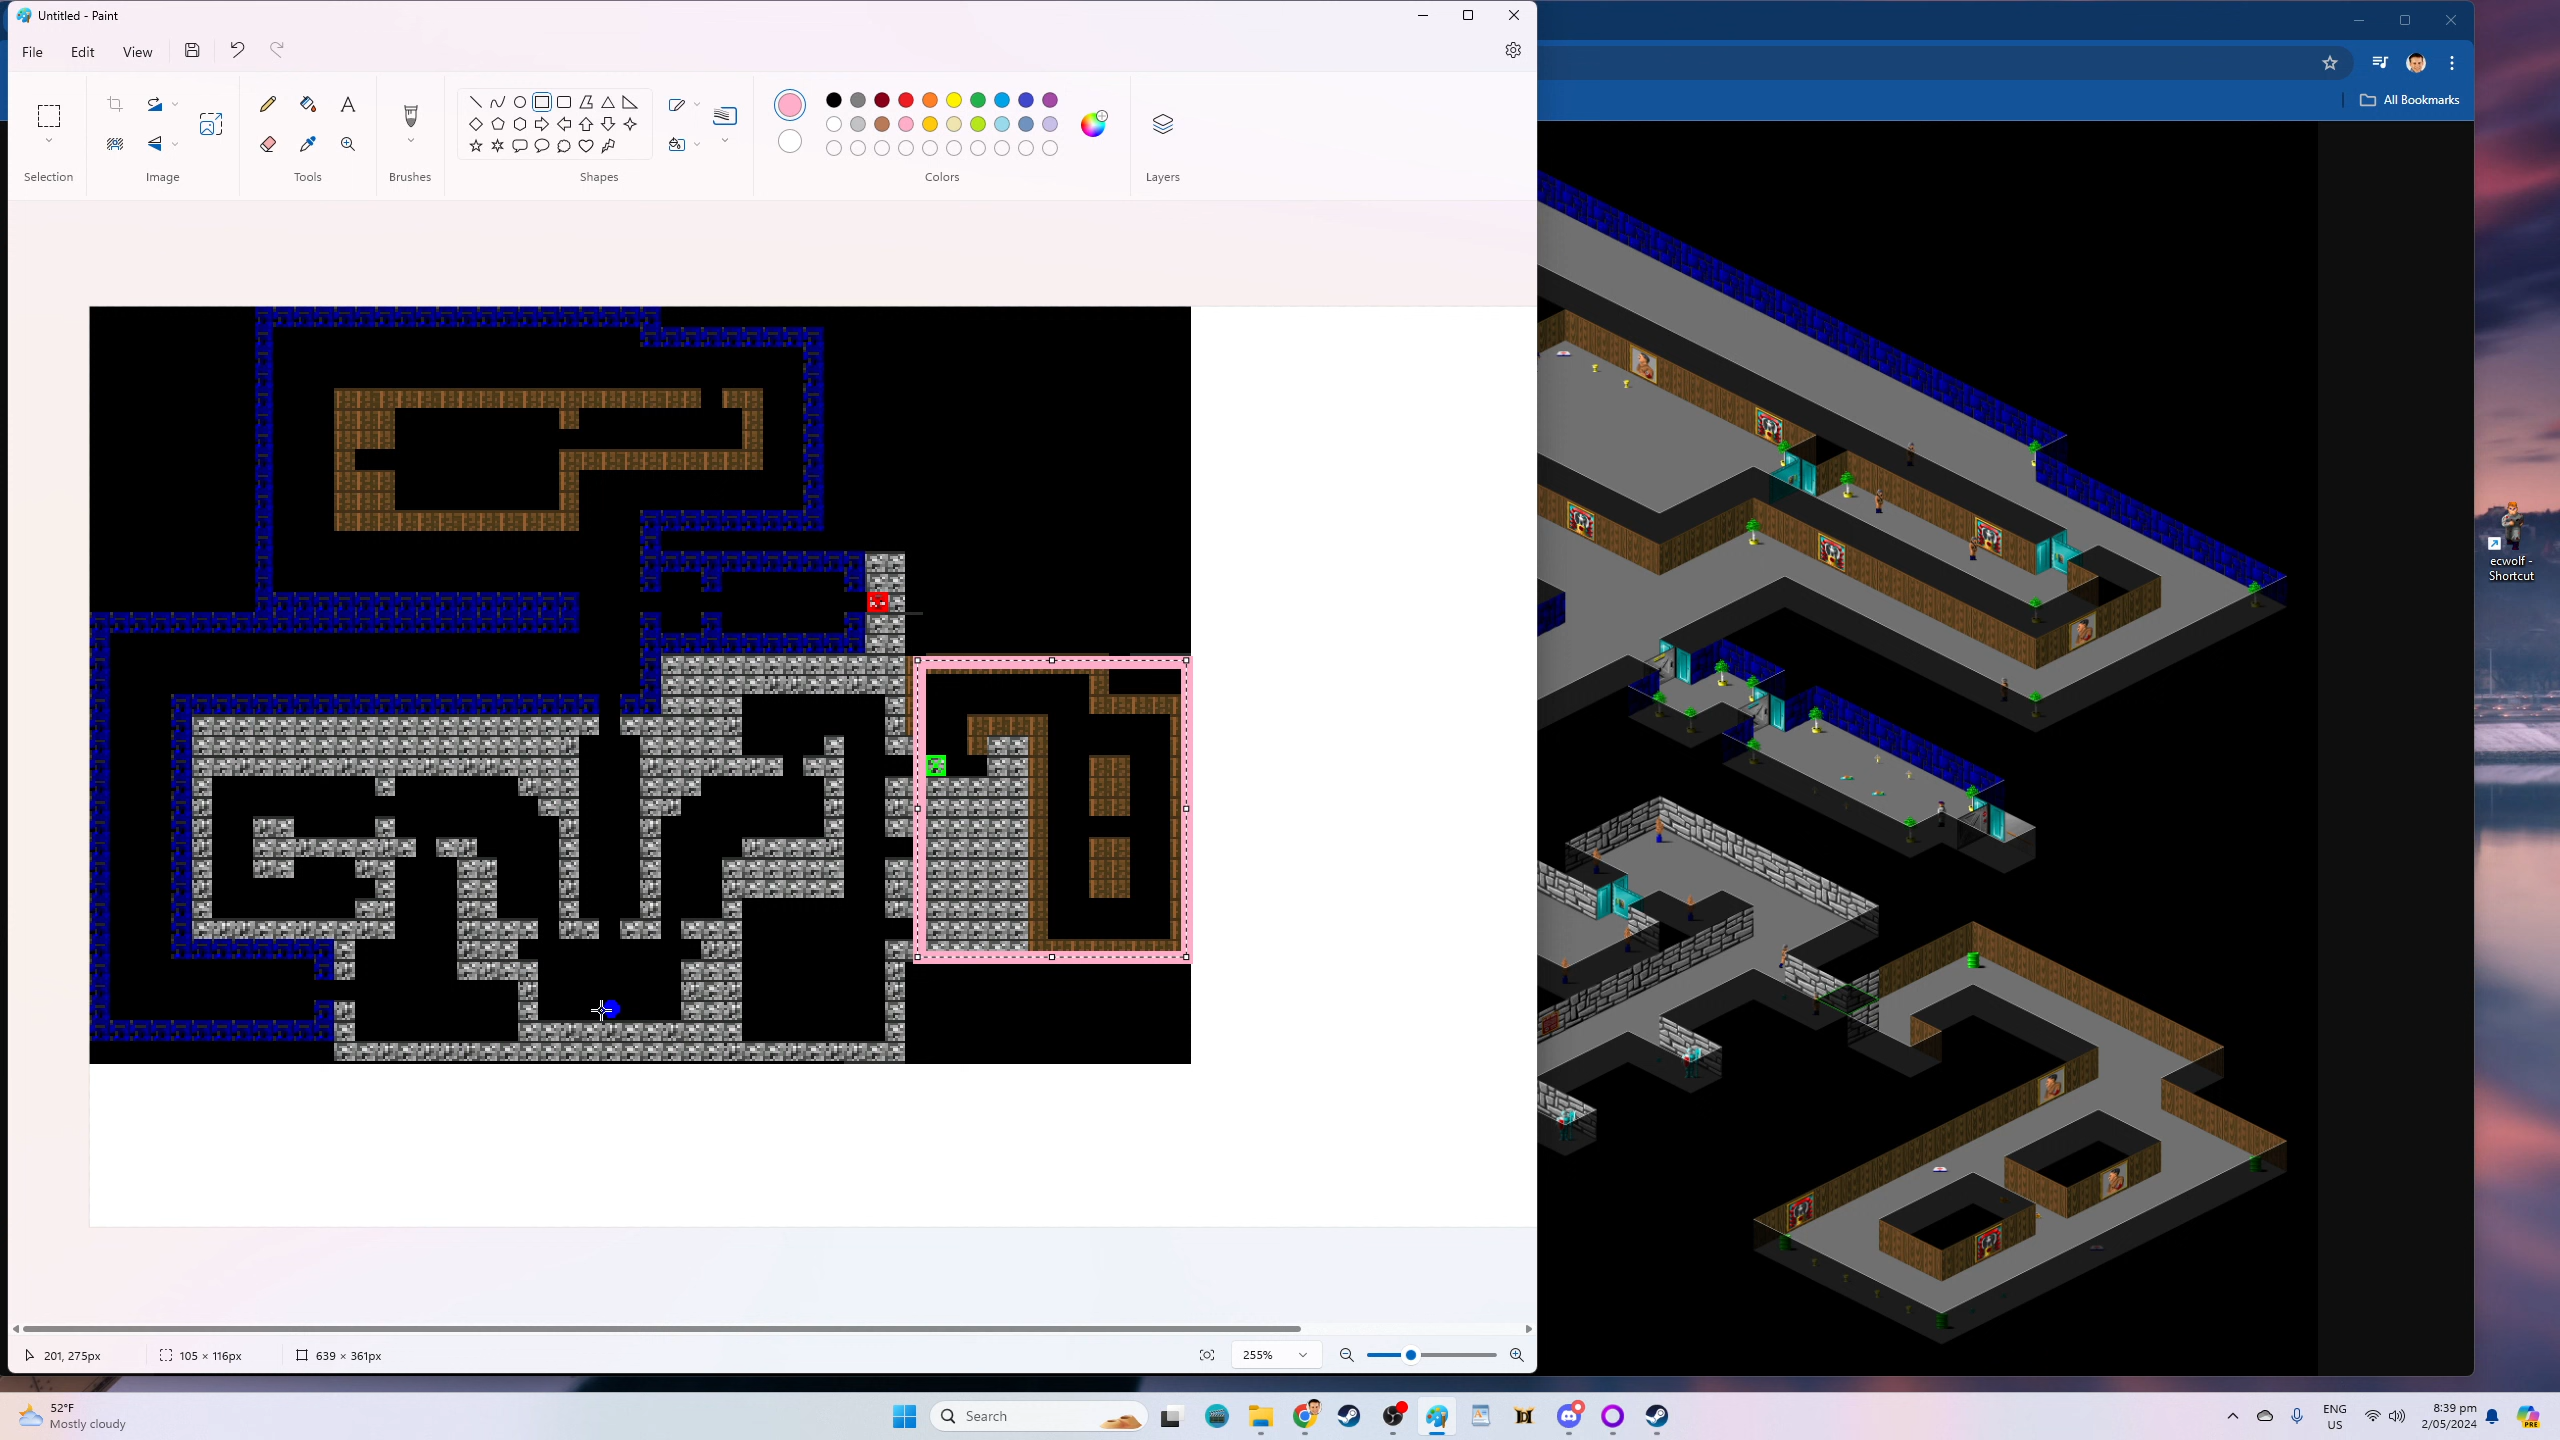 Untitled - Paint
File Edit View
Selection Image Tools Brushes Shapes Colors Layers
All Bookmarks
ecwolf -
Shortcut
201, 275px 105 × 116px 639 × 361px 255%
52°F
Mostly cloudy
Search
ENG
US
8:39 pm
2/05/2024
PRE